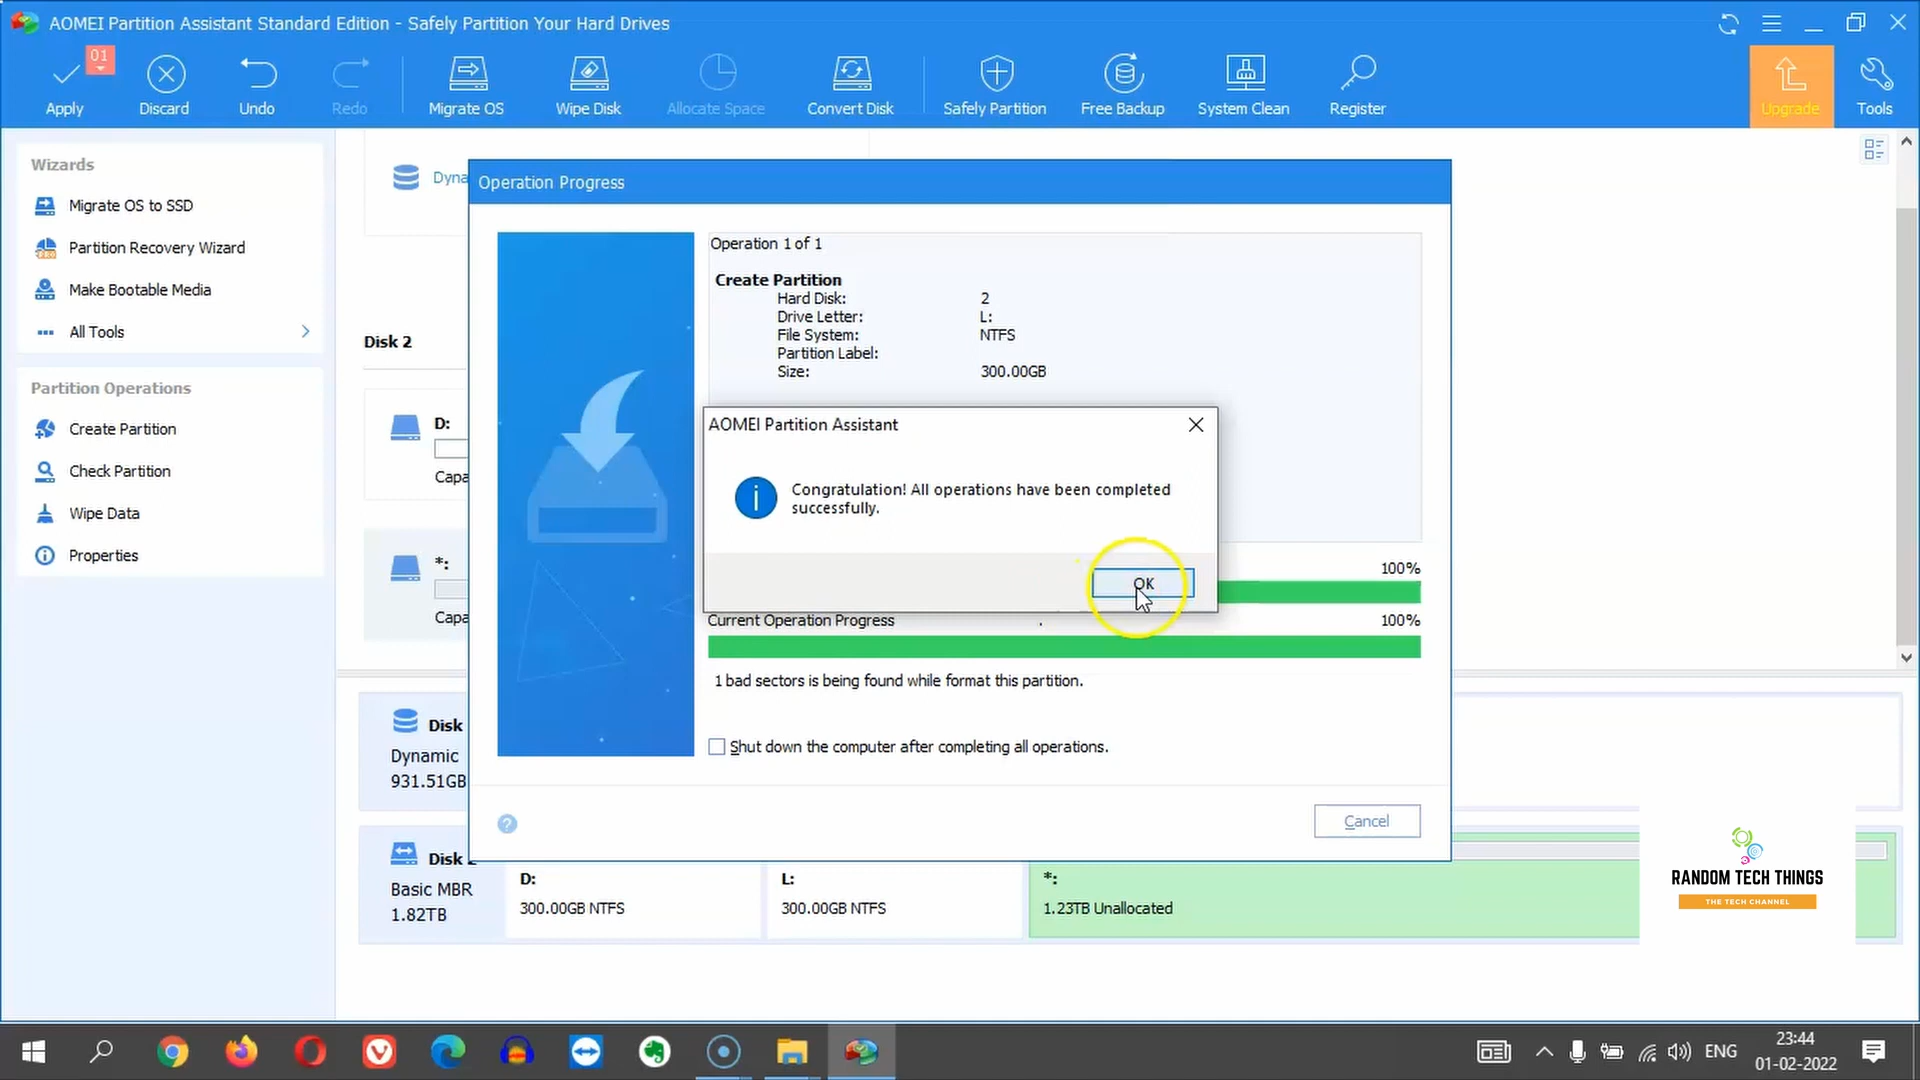 AOMEI Partition Assistant Standard Edition - Safely Partition Your Hard Drives
01
Apply
Discard
Undo
Redo
Migrate OS
Wipe Disk
Allocate Space
Convert Disk
Safely Partition
Free Backup
System Clean
Register
Upgrade
Tools
Wizards
Migrate OS to SSD
Partition Recovery Wizard
Make Bootable Media
All Tools
Partition Operations
Create Partition
Check Partition
Wipe Data
Properties
Dyna
Disk 2
D:
Capa
*:
Capa
Operation Progress
Operation 1 of 1
Create Partition
Hard Disk: 2
Drive Letter: L:
File System: NTFS
Partition Label:
Size: 300.00GB
AOMEI Partition Assistant
Congratulation! All operations have been completed
successfully.
OK
100%
Current Operation Progress 100%
1 bad sectors is being found while format this partition.
Shut down the computer after completing all operations.
?
Cancel
Disk
Dynamic
931.51GB
Disk 2
Basic MBR
1.82TB
D:
300.00GB NTFS
L:
300.00GB NTFS
*:
1.23TB Unallocated
RANDOM TECH THINGS
THE TECH CHANNEL
ENG
23:44
01-02-2022